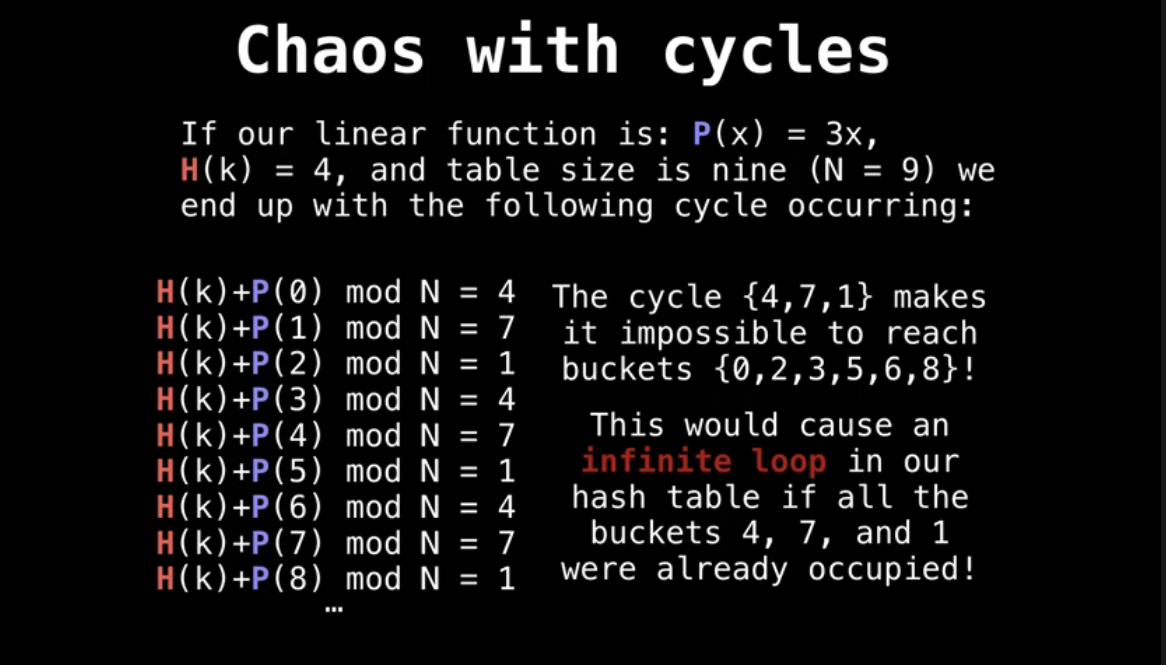 Chaos with cycles
If our linear function is: P(x) = 3x,
H(k) = 4, and table size is nine (N = 9) we
end up with the following cycle occurring:
H(k)+P(0) mod N = 4
H(k)+P(1) mod N = 7
H(k)+P(2) mod N = 1
H(k)+P(3) mod N = 4
H(k)+P(4) mod N = 7
H(k)+P(5) mod N = 1
H(k)+P(6) mod N = 4
H(k)+P(7) mod N = 7
H(k)+P(8) mod N = 1
…
The cycle {4,7,1} makes
it impossible to reach
buckets {0,2,3,5,6,8}!
This would cause an
infinite loop in our
hash table if all the
buckets 4, 7, and 1
were already occupied!